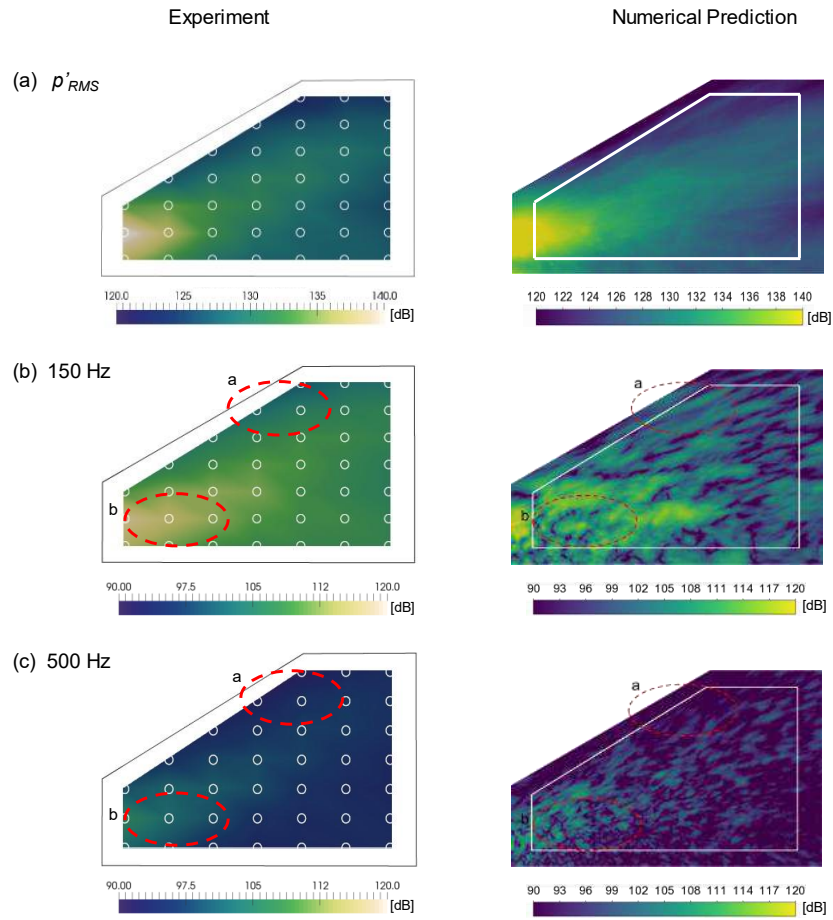 Experiment Numerical Prediction
(a) p'RMS
120.0 125 130 135 140.0
[dB]
120 122 124 126 128 130 132 134 136 138 140
[dB]
(b) 150 Hz
a
b
90.00 97.5 105 112 120.0
[dB]
a
b
90 93 96 99 102 105 108 111 114 117 120
[dB]
(c) 500 Hz
a
b
90.00 97.5 105 112 120.0
[dB]
a
b
90 93 96 99 102 105 108 111 114 117 120
[dB]